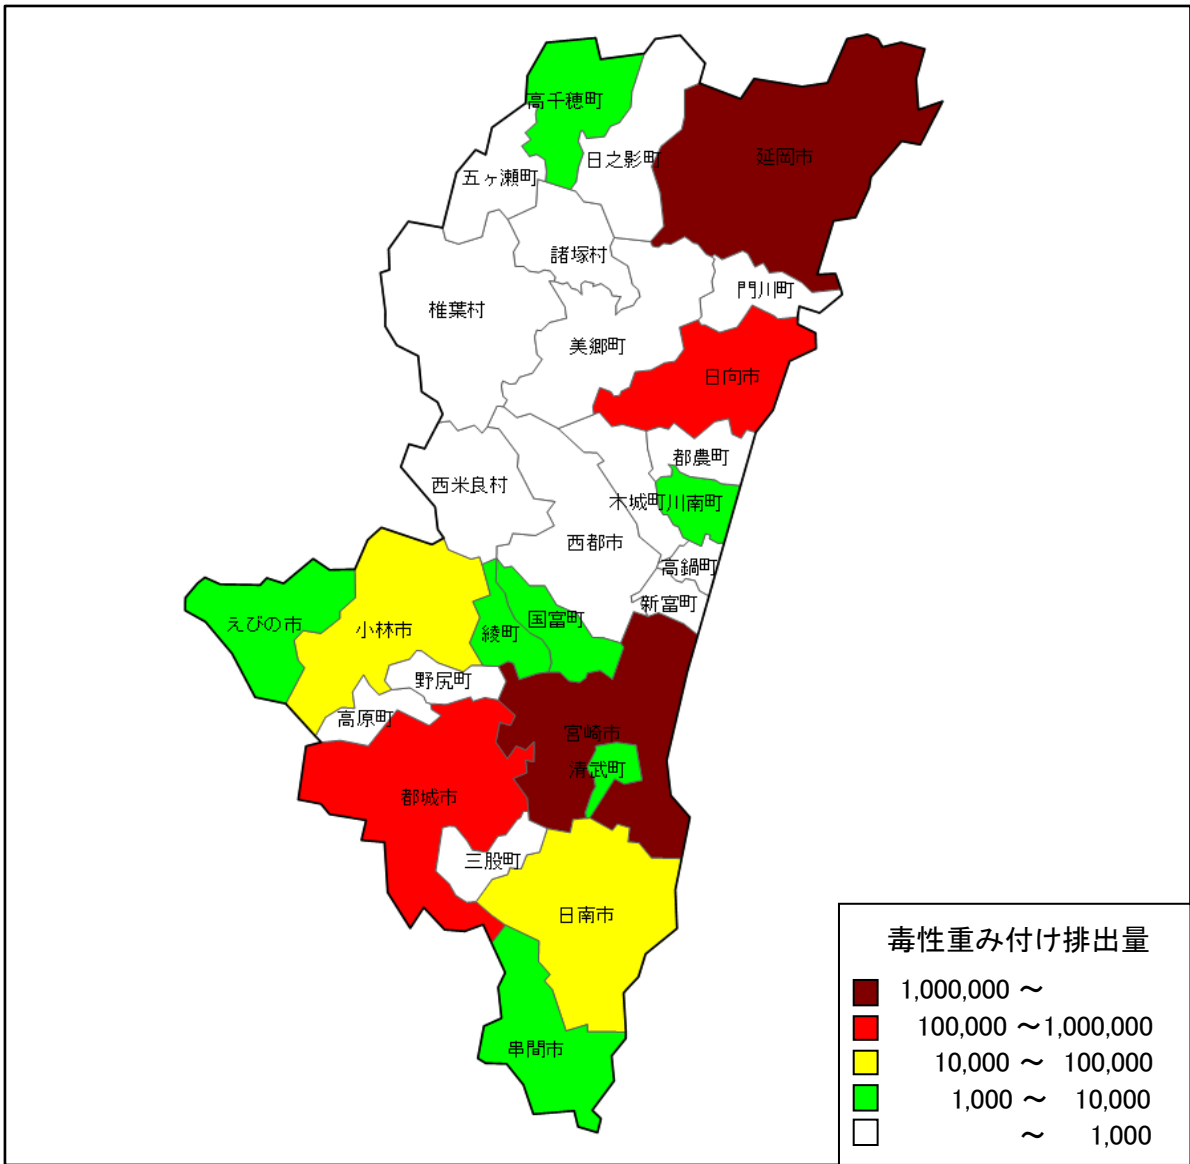 高千穂町
延岡市
日之影町
五ヶ瀬町
諸塚村
門川町
椎葉村
美郷町
日向市
都農町
西米良村
木城町
川南町
西都市
高鍋町
新富町
国富町
えびの市
小林市
綾町
野尻町
高原町
宮崎市
清武町
都城市
三股町
日南市
串間市
毒性重み付け排出量
1,000,000 ～
100,000 ～1,000,000
10,000 ～ 100,000
1,000 ～ 10,000
～ 1,000